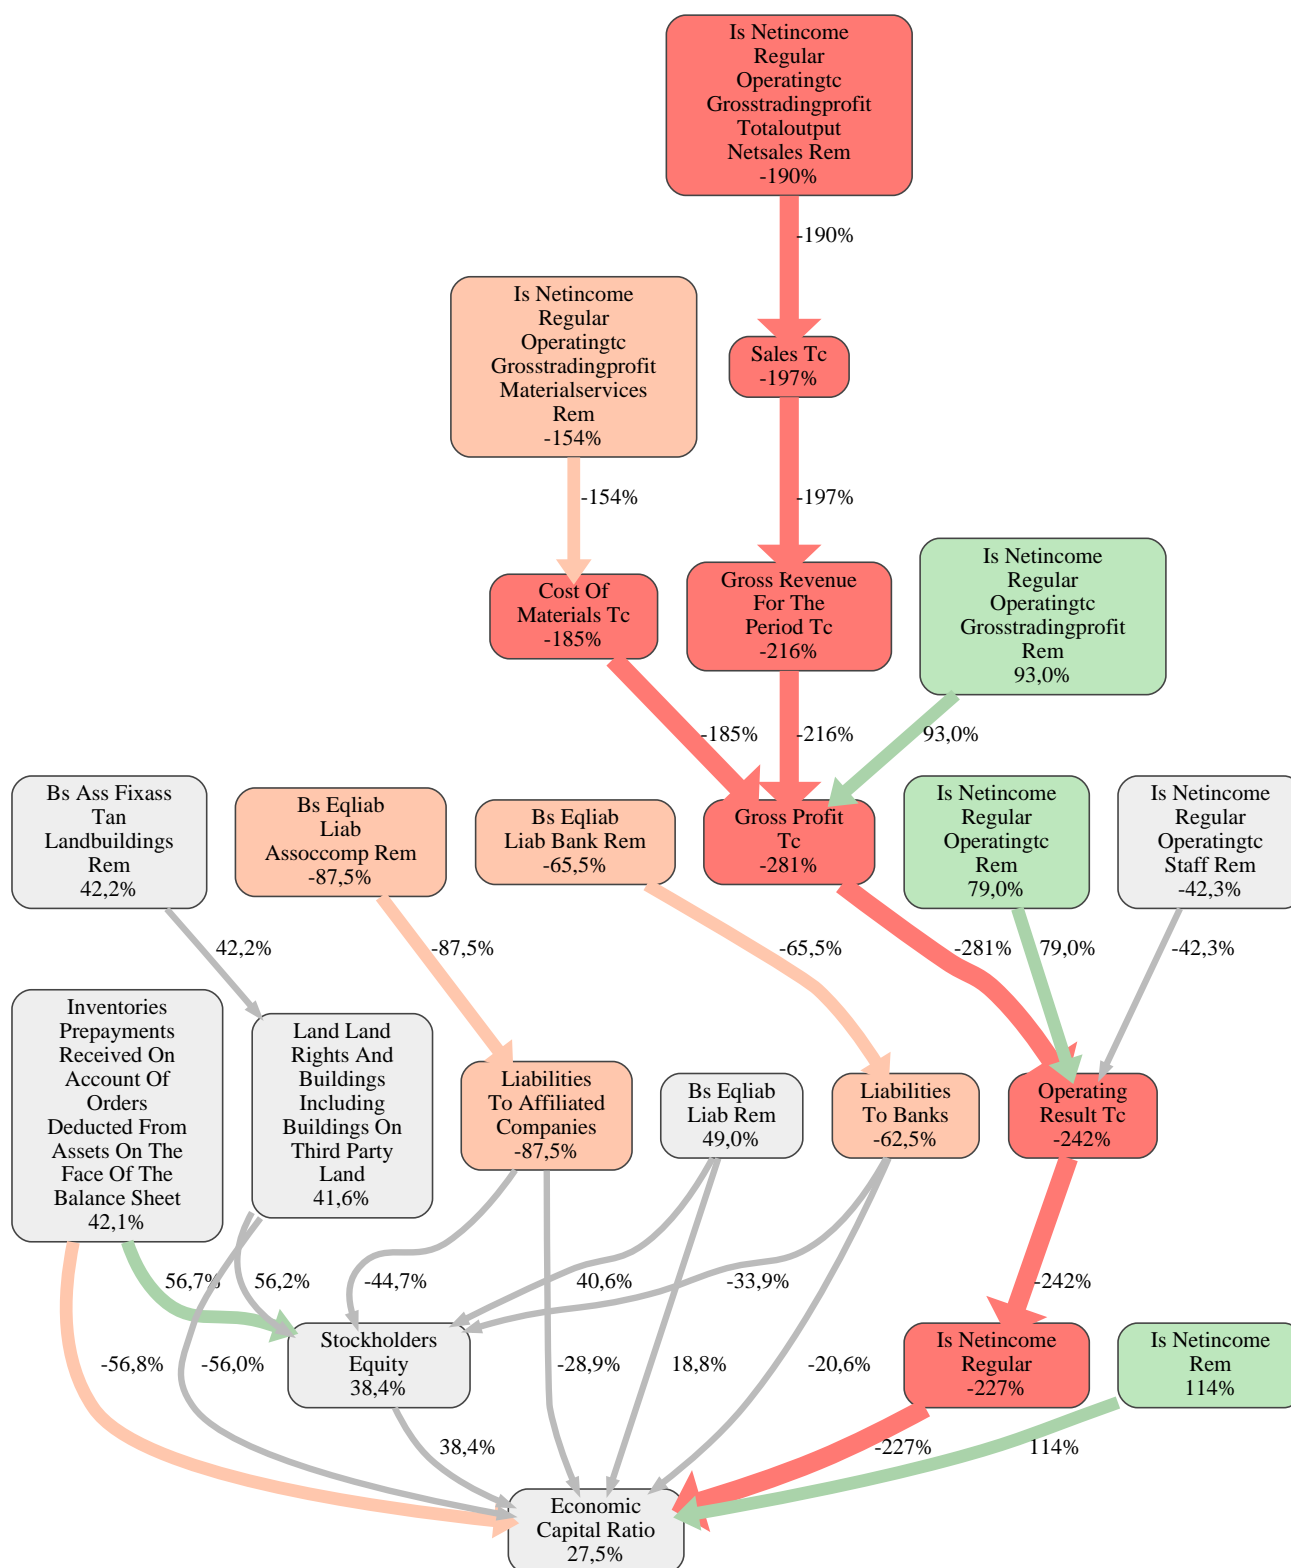 Is Netincome
Regular
Operatingtc
Grosstradingprofit
Totaloutput
Netsales Rem
-190%
-190%
Is Netincome
Regular
Operatingtc
Grosstradingprofit
Materialservices
Rem
-154%
Sales Tc
-197%
-154%
-197%
Cost Of
Materials Tc
-185%
Gross Revenue
For The
Period Tc
-216%
Is Netincome
Regular
Operatingtc
Grosstradingprofit
Rem
93,0%
-185%
-216%
93,0%
Bs Ass Fixass
Tan
Landbuildings
Rem
42,2%
Bs Eqliab
Liab
Assoccomp Rem
-87,5%
Bs Eqliab
Liab Bank Rem
-65,5%
Gross Profit
Tc
-281%
Is Netincome
Regular
Operatingtc
Rem
79,0%
Is Netincome
Regular
Operatingtc
Staff Rem
-42,3%
42,2%
-87,5%
-65,5%
-281%
79,0%
-42,3%
Inventories
Prepayments
Received On
Account Of
Orders
Deducted From
Assets On The
Face Of The
Balance Sheet
42,1%
Land Land
Rights And
Buildings
Including
Buildings On
Third Party
Land
41,6%
Liabilities
To Affiliated
Companies
-87,5%
Bs Eqliab
Liab Rem
49,0%
Liabilities
To Banks
-62,5%
Operating
Result Tc
-242%
56,7%
56,2%
-44,7%
40,6%
-33,9%
-242%
Stockholders
Equity
38,4%
Is Netincome
Regular
-227%
Is Netincome
Rem
114%
-56,8%
-56,0%
-28,9%
18,8%
-20,6%
38,4%
-227%
114%
Economic
Capital Ratio
27,5%